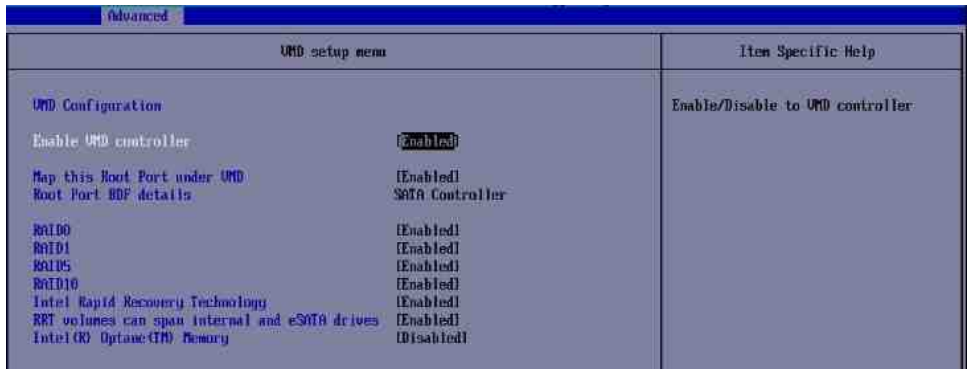 Advanced
VMD setup menu
Item Specific Help
VMD Configuration
Enable/Disable to VMD controller
Enable VMD controller [Enabled]
Map this Root Port under VMD [Enabled]
Root Port BDF details SATA Controller
RAID0 [Enabled]
RAID1 [Enabled]
RAID5 [Enabled]
RAID10 [Enabled]
Intel Rapid Recovery Technology [Enabled]
RRT volumes can span internal and eSATA drives [Enabled]
Intel(R) Optane(TM) Memory [Disabled]